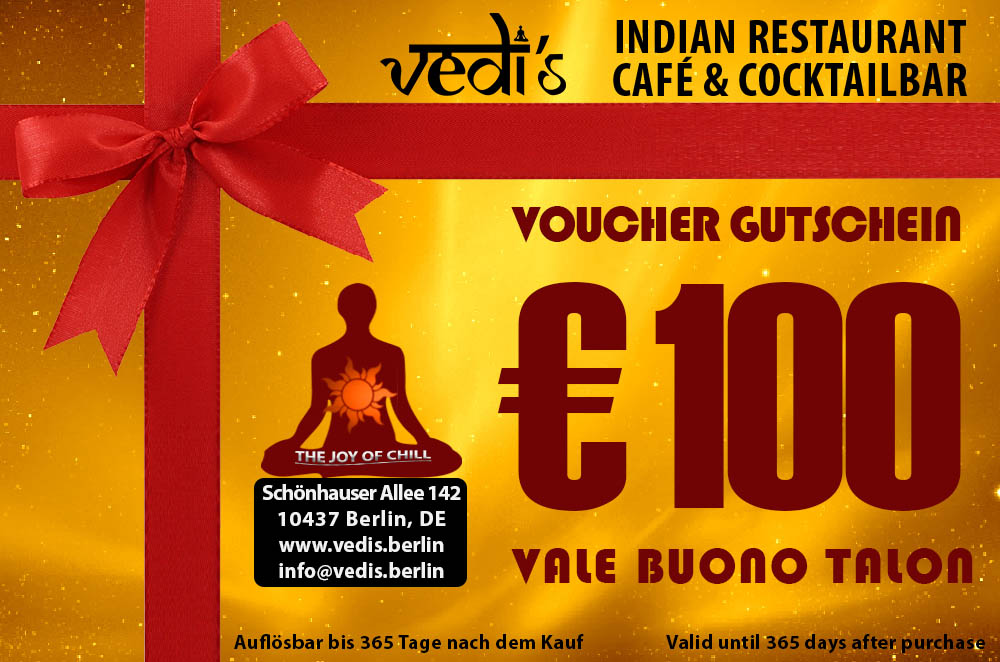 vedi's
INDIAN RESTAURANT
CAFÉ & COCKTAILBAR
VOUCHER GUTSCHEIN
€100
THE JOY OF CHILL
Schönhauser Allee 142
10437 Berlin, DE
www.vedis.berlin
info@vedis.berlin
VALE BUONO TALON
Auflösbar bis 365 Tage nach dem Kauf
Valid until 365 days after purchase